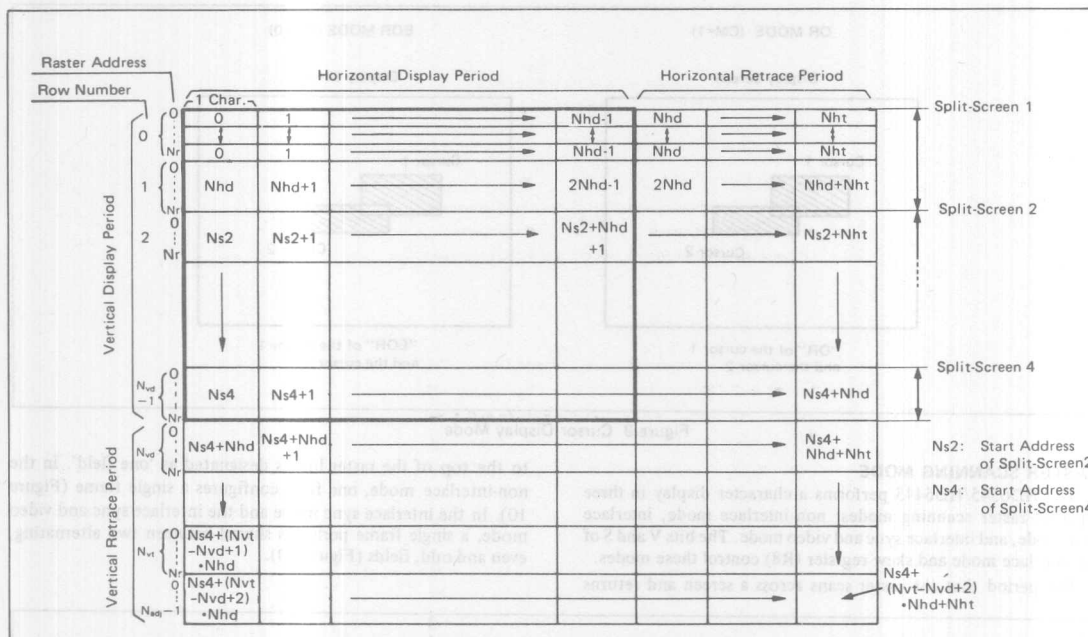 Raster Address
Row Number
Horizontal Display Period
Horizontal Retrace Period
1 Char.
Split-Screen 1
0
0
0
1
Nhd-1
Nhd
Nht
Nr
0
1
Nhd-1
Nhd
Nht
1
0
Nr
Nhd
Nhd+1
2Nhd-1
2Nhd
Nhd+Nht
Split-Screen 2
2
0
Nr
Ns2
Ns2+1
Ns2+Nhd
+1
Ns2+Nht
Vertical Display Period
Split-Screen 4
Nvd
-1
0
Nr
Ns4
Ns4+1
Ns4+Nhd
Nvd
0
Nr
Ns4+Nhd
Ns4+Nhd
+1
Ns4+
Nhd+Nht
Ns2: Start Address
of Split-Screen2
Ns4: Start Address
of Split-Screen4
Vertical Retrace Period
Nvt
0
Nr
Ns4+(Nvt
-Nvd+1)
•Nhd
0
Nadj-1
Ns4+(Nvt
-Nvd+2)
•Nhd
Ns4+
(Nvt-Nvd+2)
•Nhd+Nht